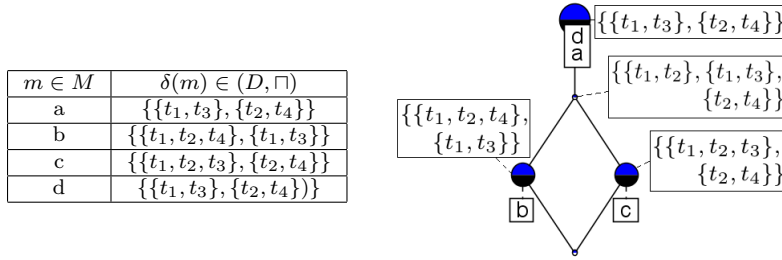 m ∈ M δ(m) ∈ (D, ⊓)
a {{t₁, t₃}, {t₂, t₄}}
b {{t₁, t₂, t₄}, {t₁, t₃}}
c {{t₁, t₂, t₃}, {t₂, t₄}}
d {{t₁, t₃}, {t₂, t₄})}
{{t₁, t₃}, {t₂, t₄}}
d
a
{{t₁, t₂}, {t₁, t₃},
{t₂, t₄}}
{{t₁, t₂, t₄},
{t₁, t₃}}
{{t₁, t₂, t₃},
{t₂, t₄}}
b
c